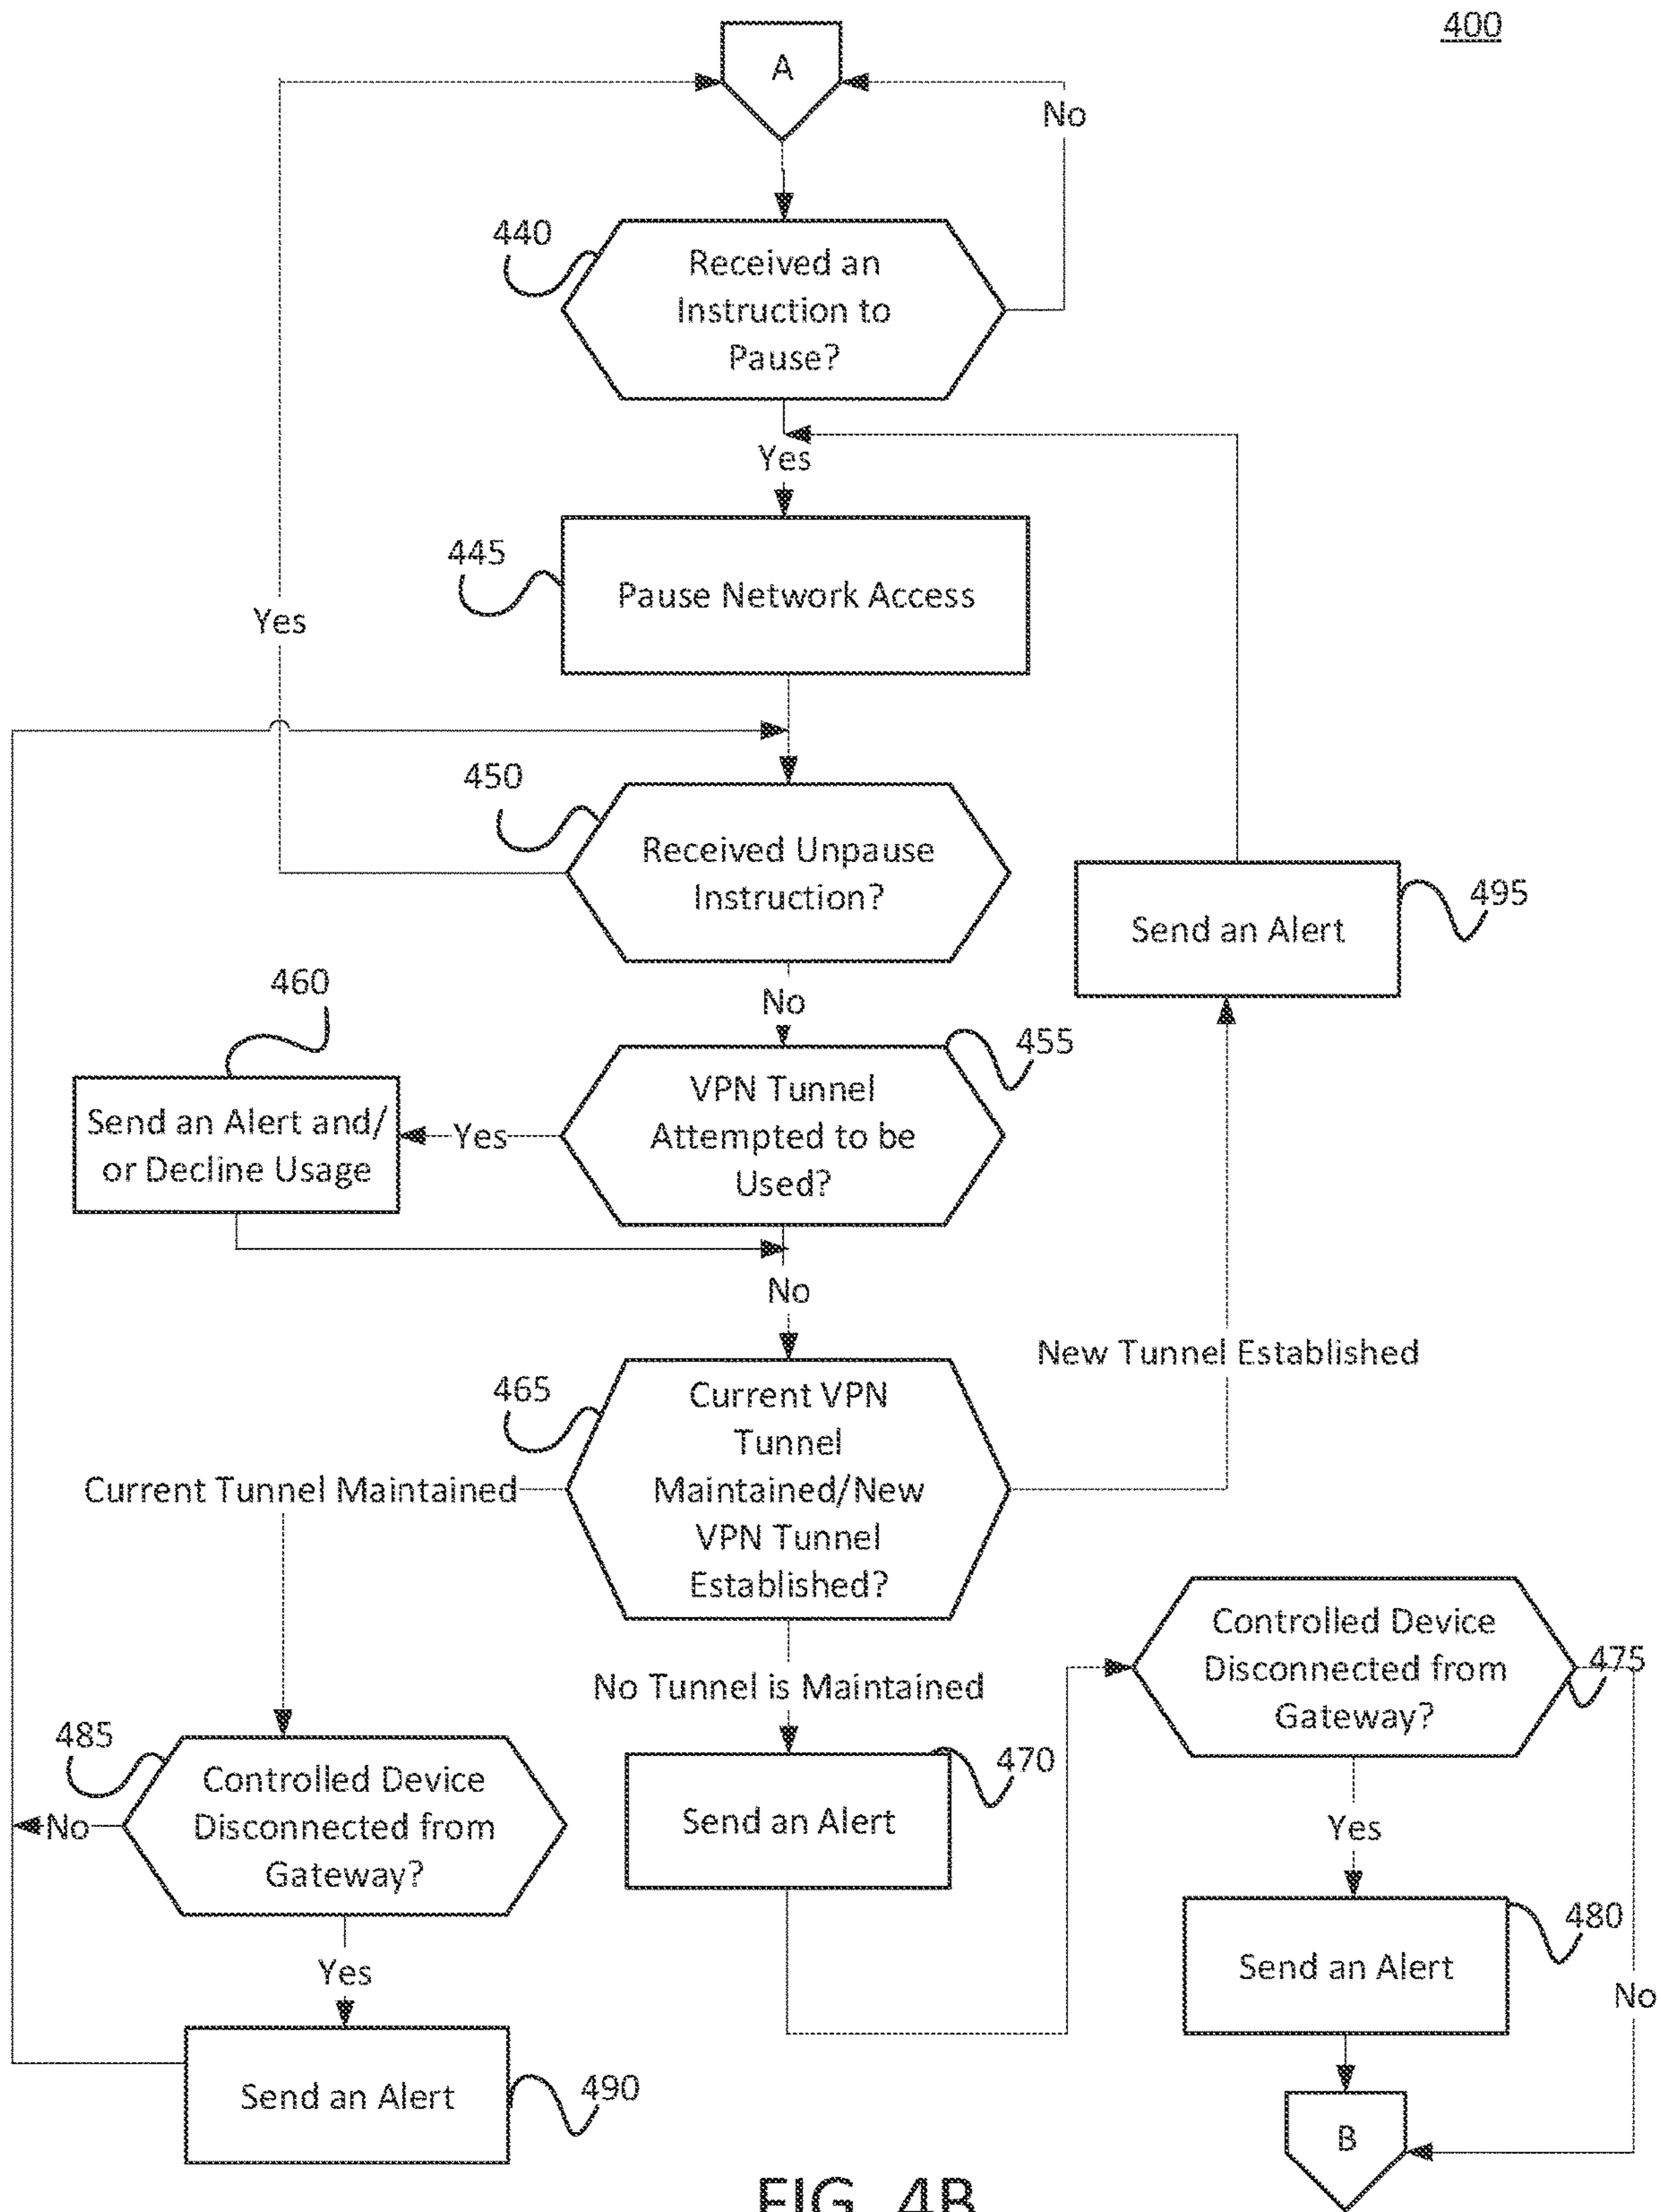 400
A
No
440
Received an
Instruction to
Pause?
Yes
445
Pause Network Access
Yes
450
Received Unpause
Instruction?
495
Send an Alert
No
460
455
Send an Alert and/
or Decline Usage
Yes
VPN Tunnel
Attempted to be
Used?
No
New Tunnel Established
465
Current VPN
Tunnel
Maintained/New
VPN Tunnel
Established?
Current Tunnel Maintained
No Tunnel is Maintained
Controlled Device
Disconnected from
Gateway?
475
485
Controlled Device
Disconnected from
Gateway?
No
470
Send an Alert
Yes
480
Send an Alert
No
Yes
490
Send an Alert
B
FIG. 4B